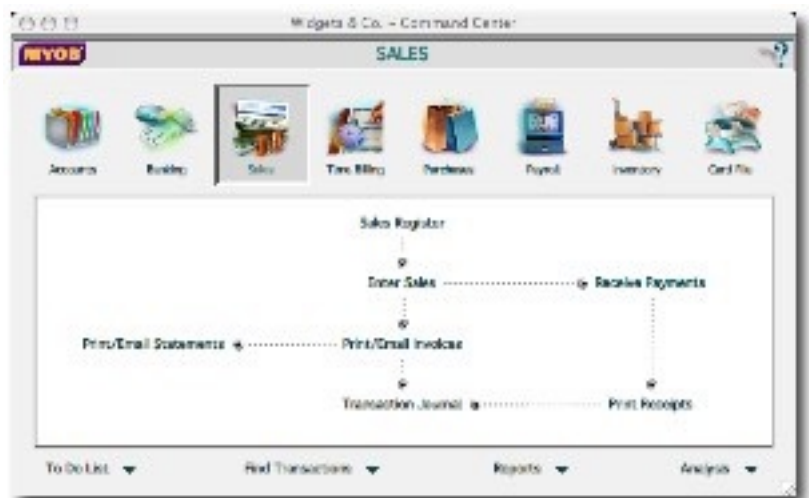 Widgets & Co. - Command Center
MYOB SALES ?
Accounts Banking Sales Time Billing Purchases Payroll Inventory Card File
Sales Register
Enter Sales Receive Payments
Print/Email Statements Print/Email Invoices
Transaction Journal Print Receipts
To Do List Find Transactions Reports Analysis